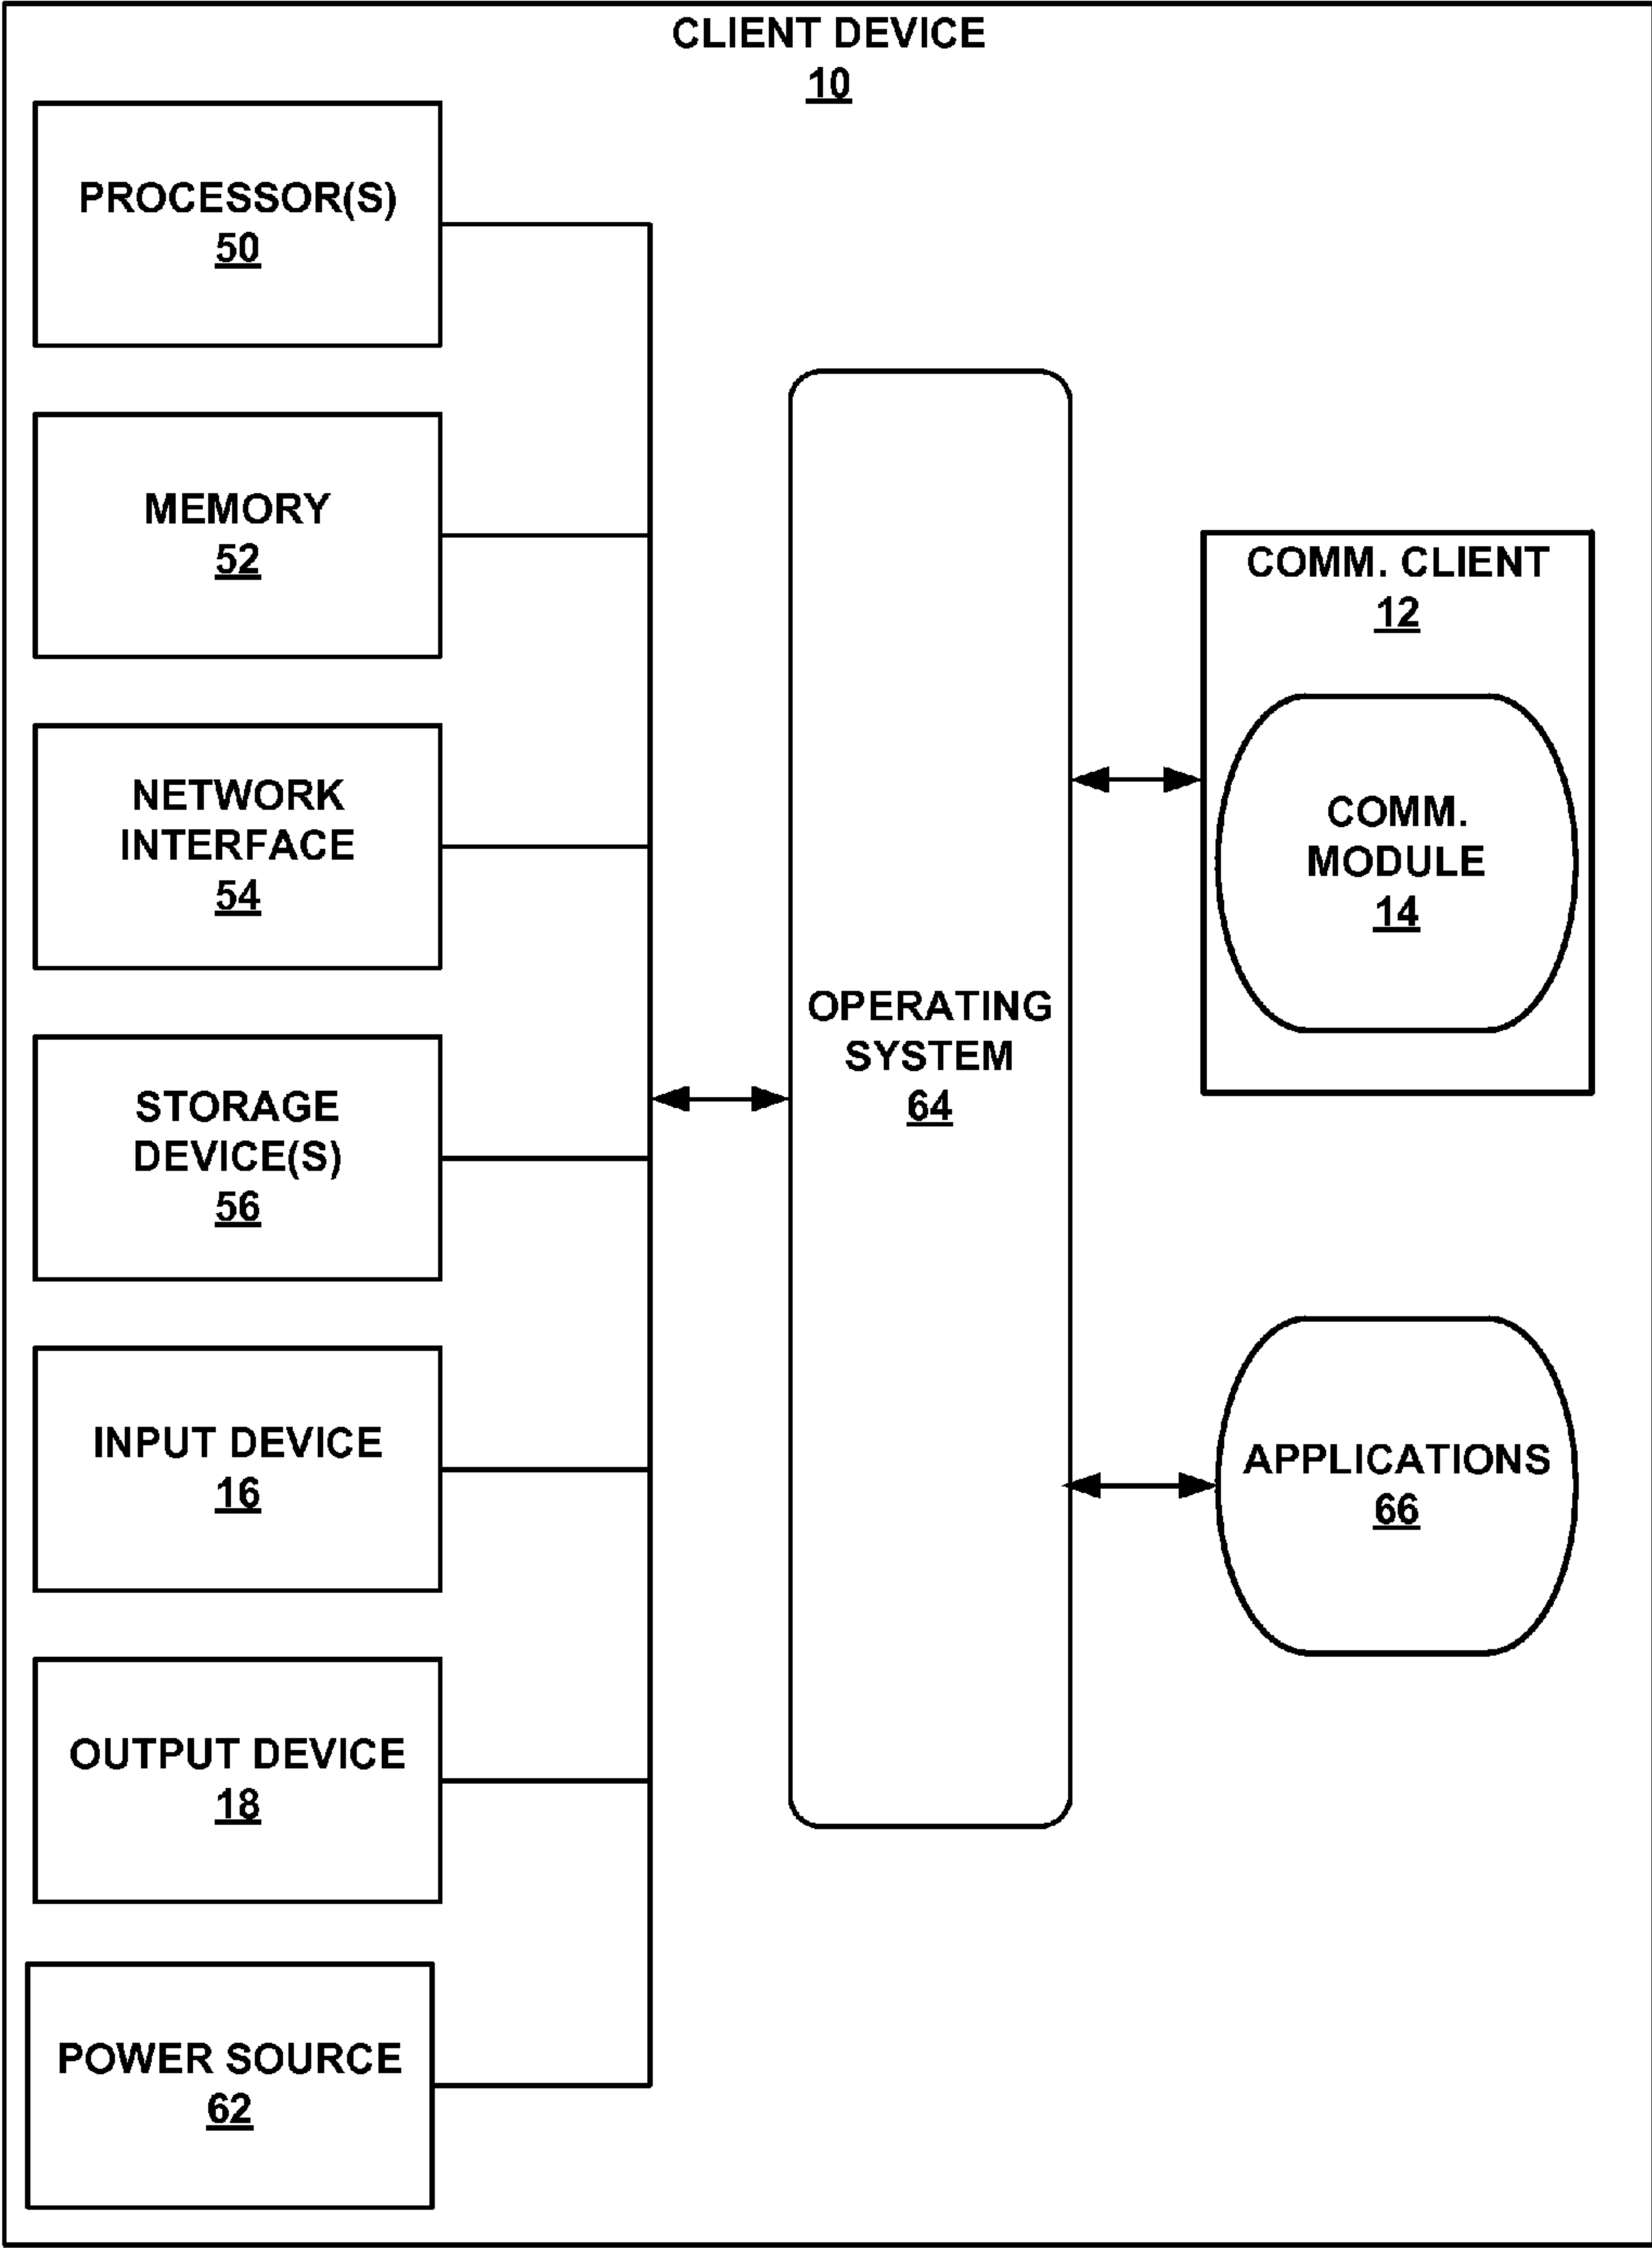 CLIENT DEVICE
10
PROCESSOR(S)
50
MEMORY
52
NETWORK
INTERFACE
54
STORAGE
DEVICE(S)
56
INPUT DEVICE
16
OUTPUT DEVICE
18
POWER SOURCE
62
OPERATING
SYSTEM
64
COMM. CLIENT
12
COMM.
MODULE
14
APPLICATIONS
66